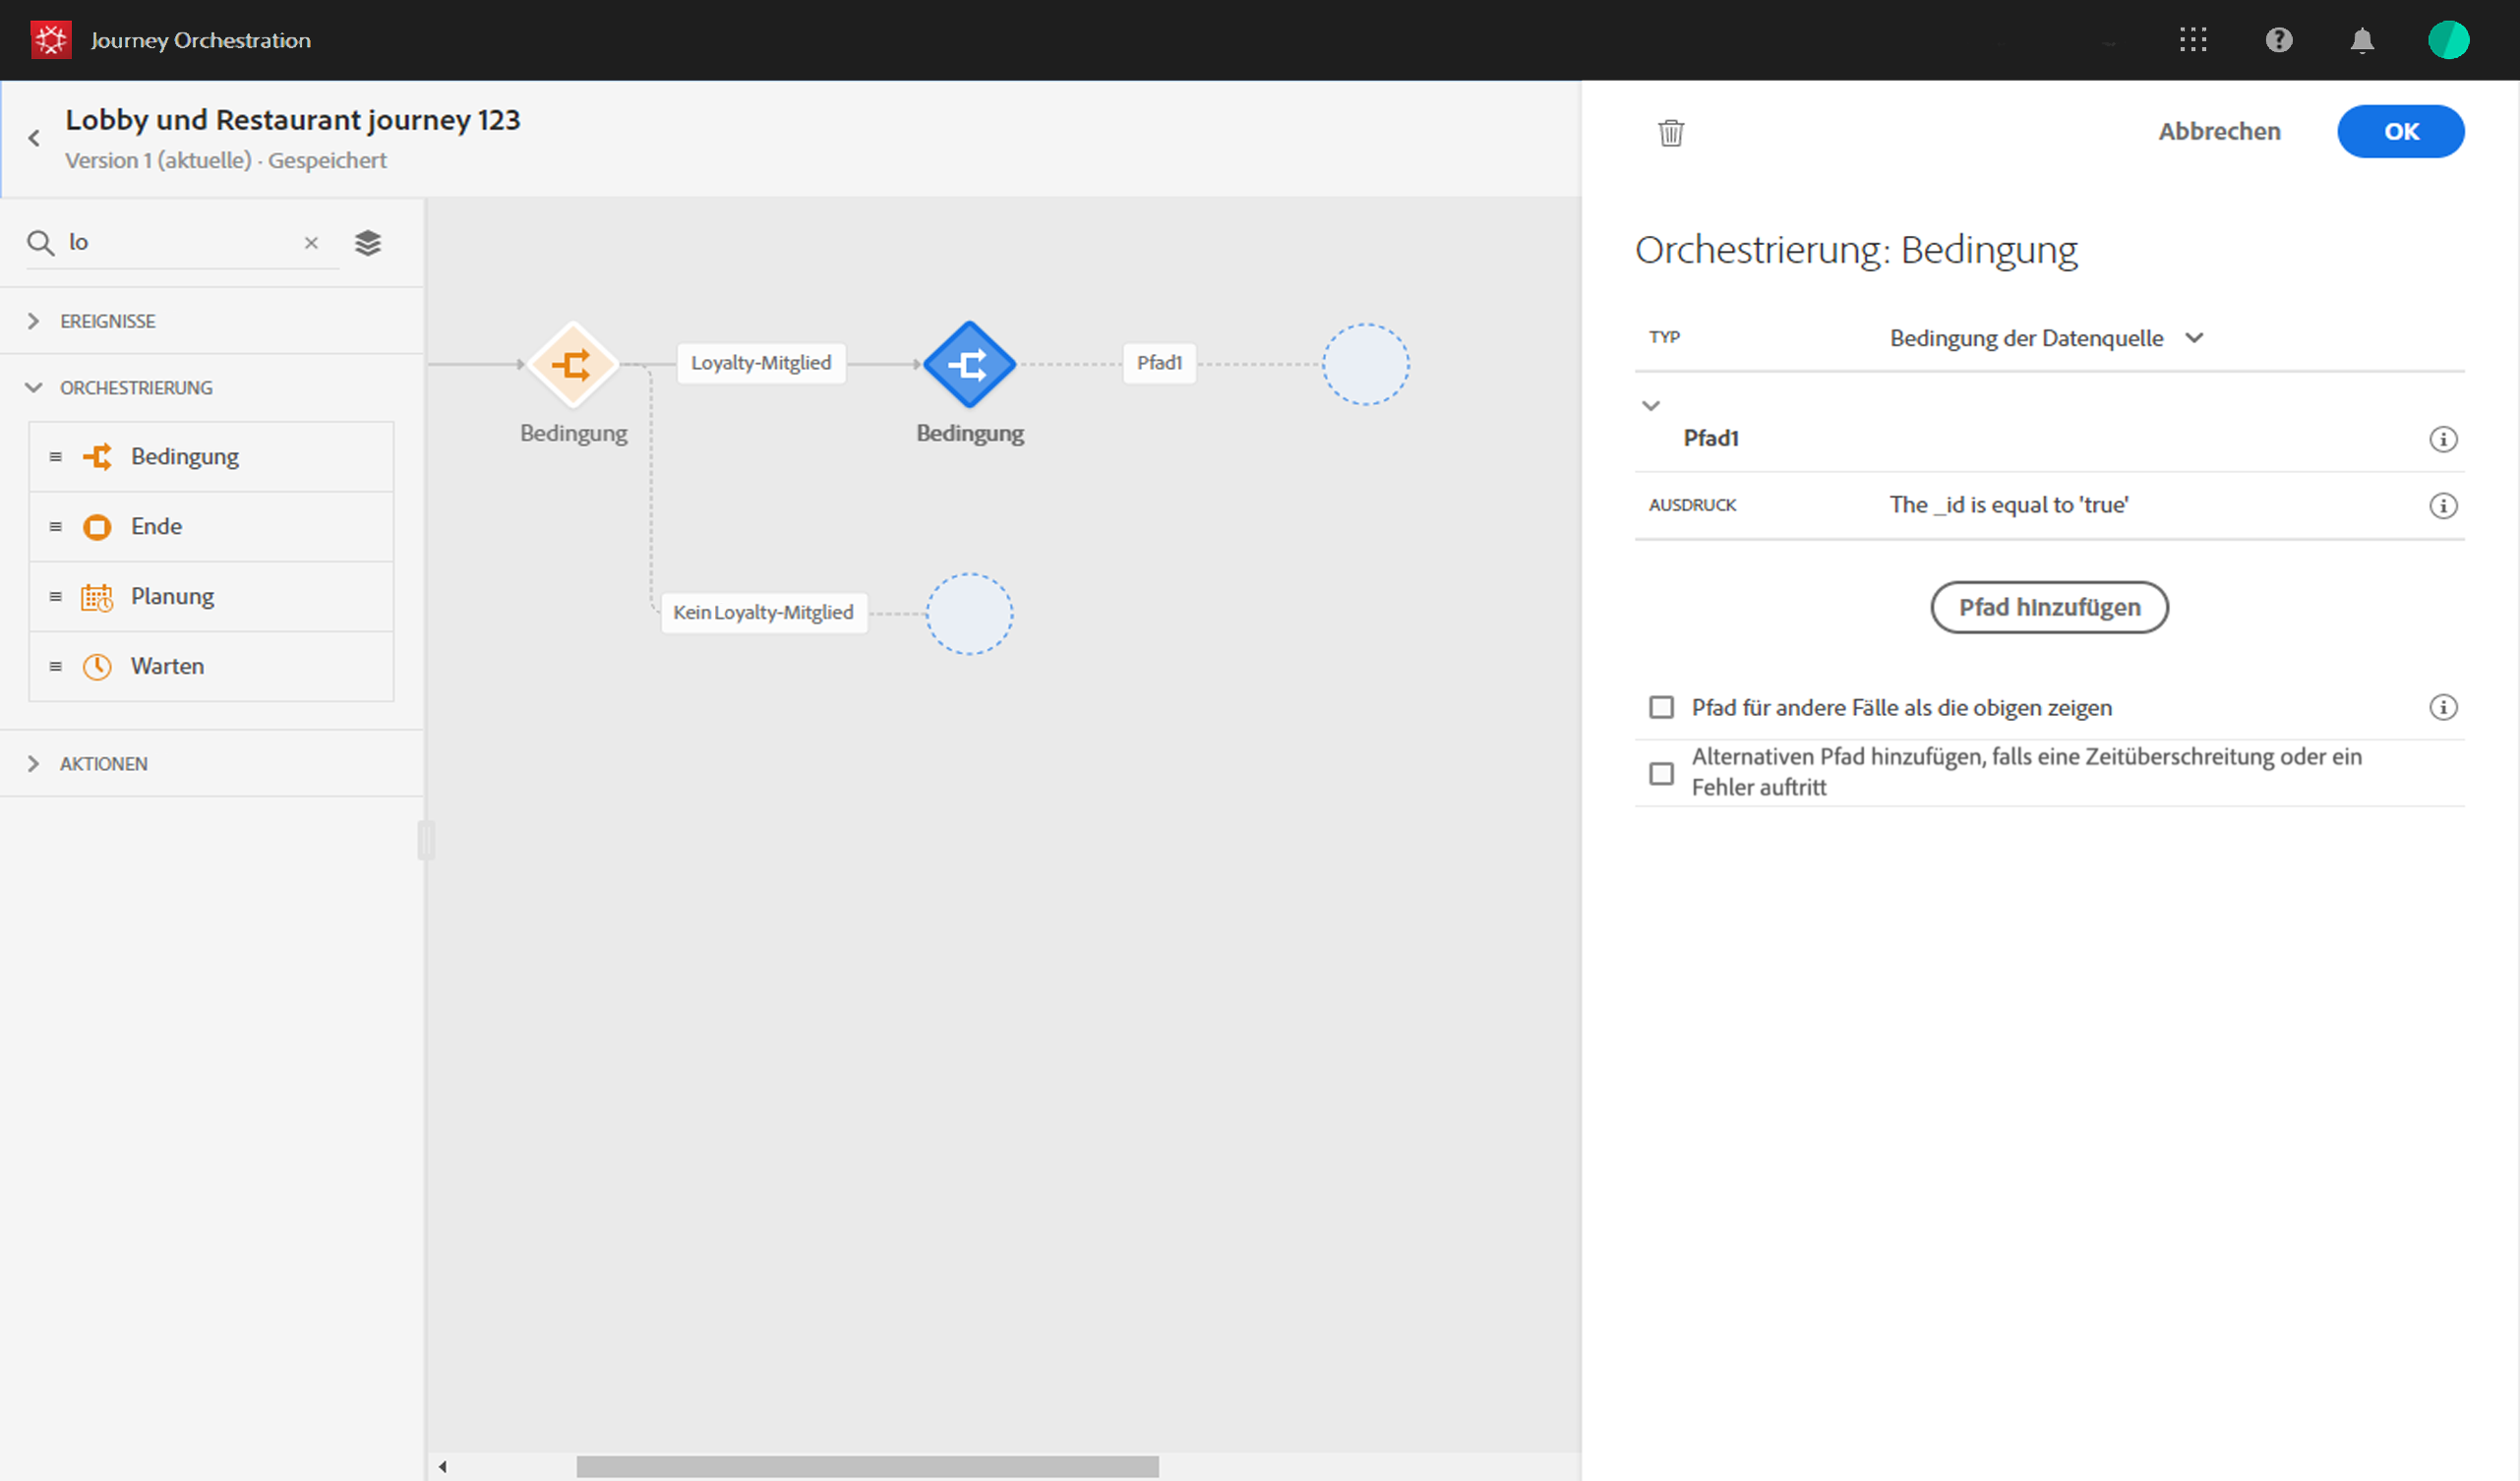 Journey Orchestration
Lobby und Restaurant journey 123
Version 1 (aktuelle) · Gespeichert
Abbrechen
OK
lo
EREIGNISSE
ORCHESTRIERUNG
Bedingung
Ende
Planung
Warten
AKTIONEN
Loyalty-Mitglied
Pfad1
Bedingung
Bedingung
Kein Loyalty-Mitglied
Orchestrierung: Bedingung
TYP
Bedingung der Datenquelle
Pfad1
AUSDRUCK
The _id is equal to 'true'
Pfad hinzufügen
Pfad für andere Fälle als die obigen zeigen
Alternativen Pfad hinzufügen, falls eine Zeitüberschreitung oder ein
Fehler auftritt